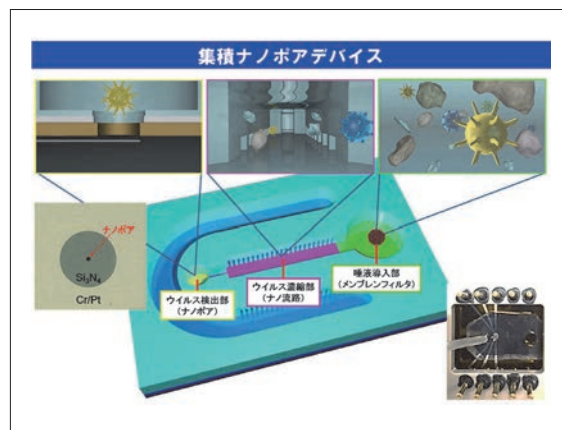 集積ナノポアデバイス
ナノポア
Si₃N₄
Cr/Pt
ウイルス検出部
(ナノポア)
ウイルス濃縮部
(ナノ流路)
唾液導入部
(メンブレンフィルタ)